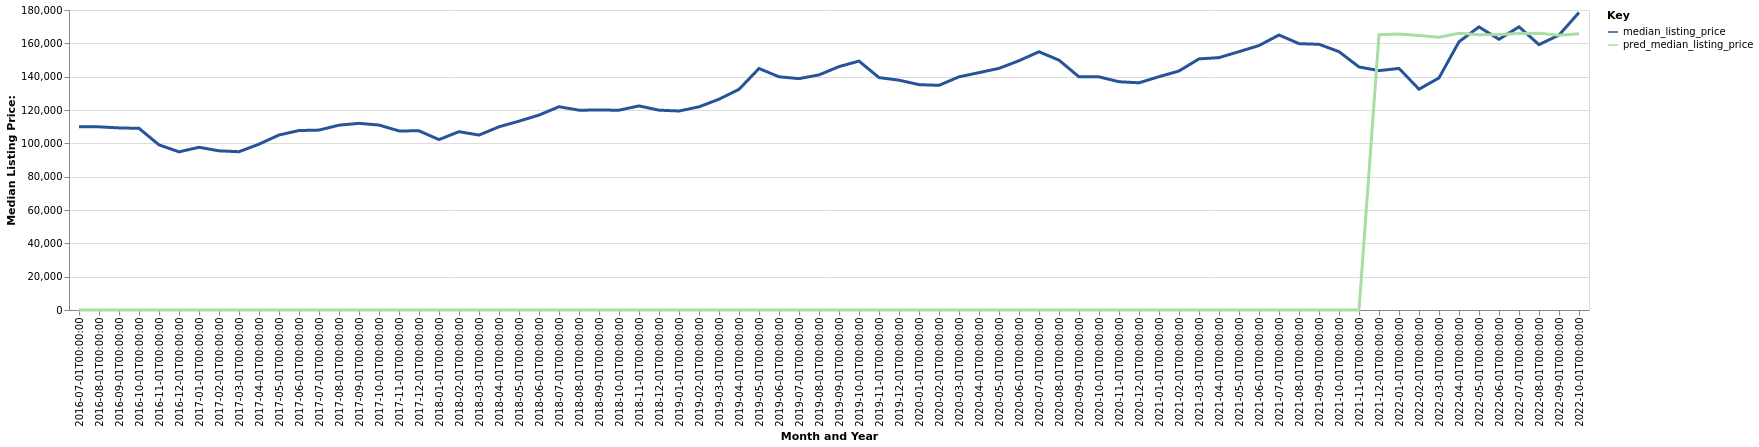 180,000
160,000
140,000
120,000
100,000
80,000
60,000
40,000
20,000
0
Median Listing Price:
2016-07-01T00:00:00
2016-08-01T00:00:00
2016-09-01T00:00:00
2016-10-01T00:00:00
2016-11-01T00:00:00
2016-12-01T00:00:00
2017-01-01T00:00:00
2017-02-01T00:00:00
2017-03-01T00:00:00
2017-04-01T00:00:00
2017-05-01T00:00:00
2017-06-01T00:00:00
2017-07-01T00:00:00
2017-08-01T00:00:00
2017-09-01T00:00:00
2017-10-01T00:00:00
2017-11-01T00:00:00
2017-12-01T00:00:00
2018-01-01T00:00:00
2018-02-01T00:00:00
2018-03-01T00:00:00
2018-04-01T00:00:00
2018-05-01T00:00:00
2018-06-01T00:00:00
2018-07-01T00:00:00
2018-08-01T00:00:00
2018-09-01T00:00:00
2018-10-01T00:00:00
2018-11-01T00:00:00
2018-12-01T00:00:00
2019-01-01T00:00:00
2019-02-01T00:00:00
2019-03-01T00:00:00
2019-04-01T00:00:00
2019-05-01T00:00:00
2019-06-01T00:00:00
2019-07-01T00:00:00
2019-08-01T00:00:00
2019-09-01T00:00:00
2019-10-01T00:00:00
2019-11-01T00:00:00
2019-12-01T00:00:00
2020-01-01T00:00:00
2020-02-01T00:00:00
2020-03-01T00:00:00
2020-04-01T00:00:00
2020-05-01T00:00:00
2020-06-01T00:00:00
2020-07-01T00:00:00
2020-08-01T00:00:00
2020-09-01T00:00:00
2020-10-01T00:00:00
2020-11-01T00:00:00
2020-12-01T00:00:00
2021-01-01T00:00:00
2021-02-01T00:00:00
2021-03-01T00:00:00
2021-04-01T00:00:00
2021-05-01T00:00:00
2021-06-01T00:00:00
2021-07-01T00:00:00
2021-08-01T00:00:00
2021-09-01T00:00:00
2021-10-01T00:00:00
2021-11-01T00:00:00
2021-12-01T00:00:00
2022-01-01T00:00:00
2022-02-01T00:00:00
2022-03-01T00:00:00
2022-04-01T00:00:00
2022-05-01T00:00:00
2022-06-01T00:00:00
2022-07-01T00:00:00
2022-08-01T00:00:00
2022-09-01T00:00:00
2022-10-01T00:00:00
Month and Year
Key
median_listing_price
pred_median_listing_price